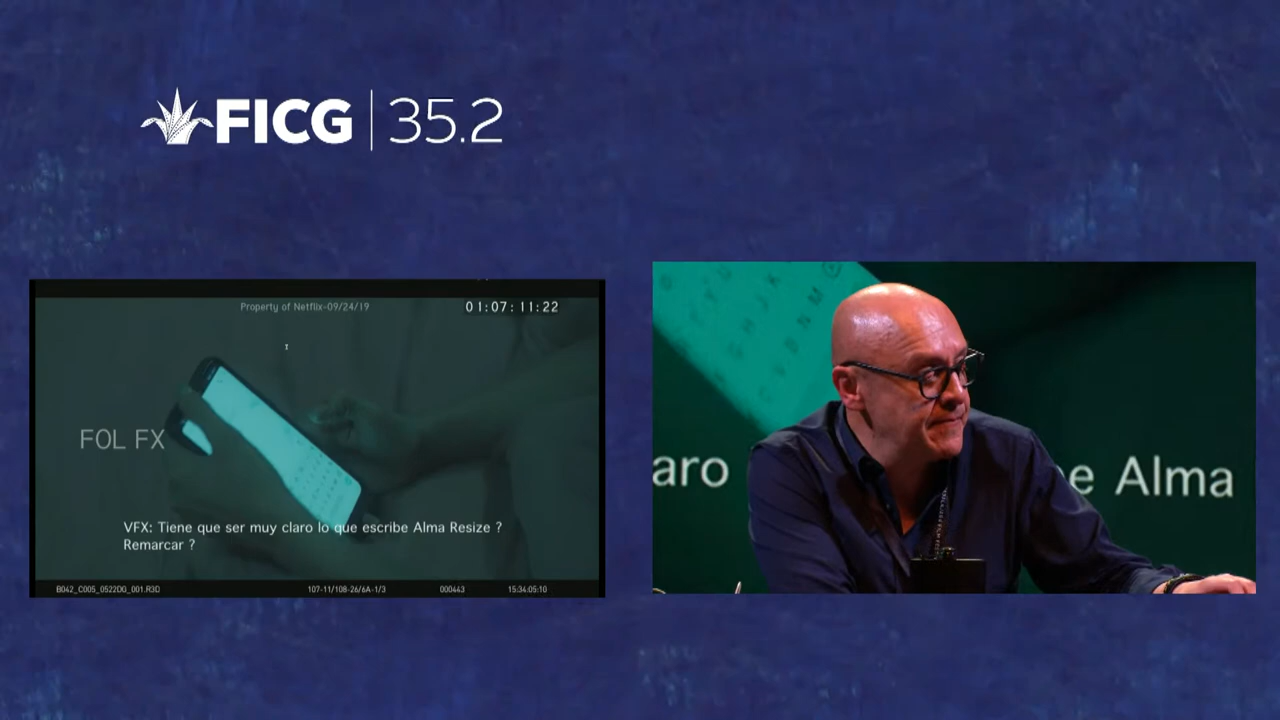 FICG 35.2
Property of Netflix-09/24/19
01:07:11:22
FOL FX
VFX: Tiene que ser muy claro lo que escribe Alma Resize ?
Remarcar ?
B042_C005_0522DG_001.R3D
107-11/108-26/6A-1/3
000443
15:34:05:10
aro
e Alma